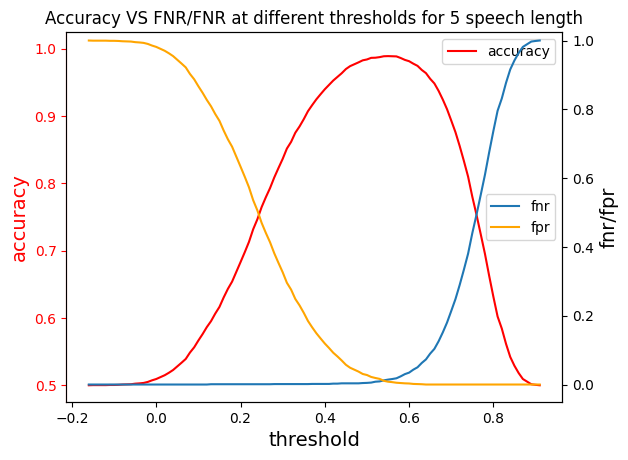 Accuracy VS FNR/FNR at different thresholds for 5 speech length
accuracy
fnr
fpr
1.0
0.9
0.8
0.7
0.6
0.5
accuracy
1.0
0.8
0.6
0.4
0.2
0.0
fnr/fpr
−0.2 0.0 0.2 0.4 0.6 0.8
threshold